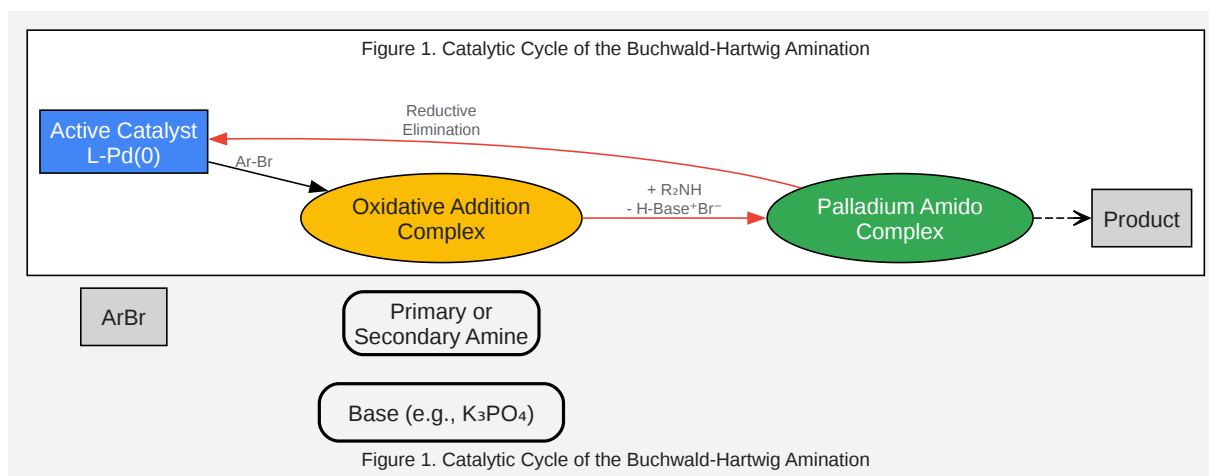 Figure 1. Catalytic Cycle of the Buchwald-Hartwig Amination
Reductive
Elimination
Active Catalyst
L-Pd(0)
Ar-Br
Oxidative Addition
Complex
+ R₂NH
- H-Base⁺Br⁻
Palladium Amido
Complex
Product
ArBr
Primary or
Secondary Amine
Base (e.g., K₃PO₄)
Figure 1. Catalytic Cycle of the Buchwald-Hartwig Amination